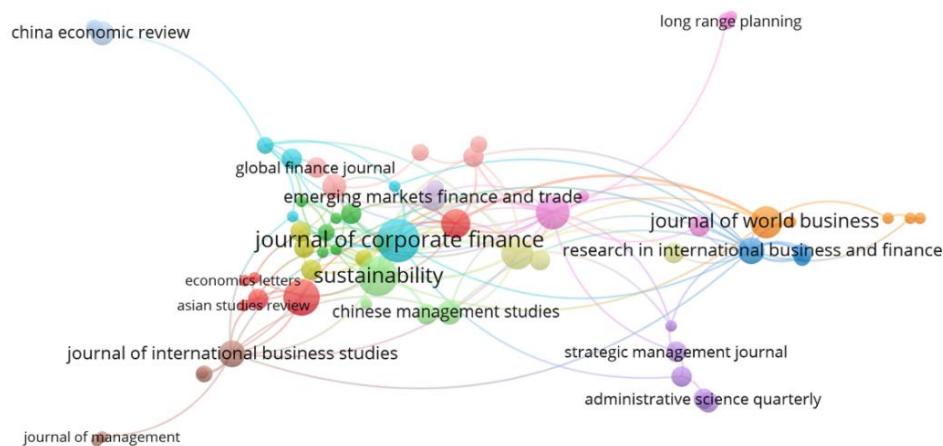 long range planning
china economic review
global finance journal
emerging markets finance and trade
journal of world business
journal of corporate finance
research in international business and finance
sustainability
economics letters
asian studies review
chinese management studies
journal of international business studies
strategic management journal
administrative science quarterly
journal of management